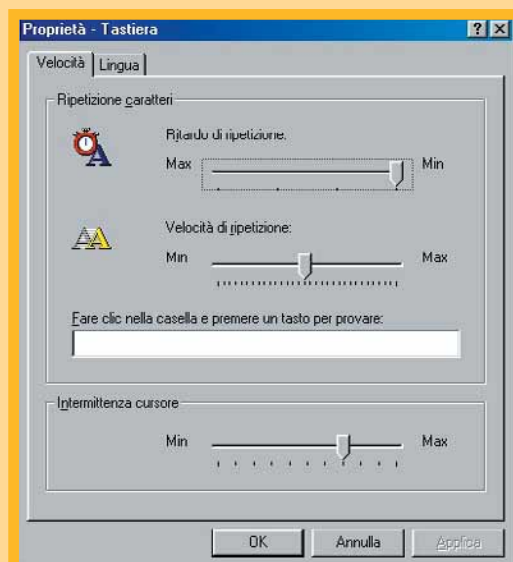 Proprietà - Tastiera
Velocità Lingua
Ripetizione caratteri
Ritardo di ripetizione:
Max Min
Velocità di ripetizione:
Min Max
Fare clic nella casella e premere un tasto per provare:
Intermittenza cursore
Min Max
OK Annulla Applica